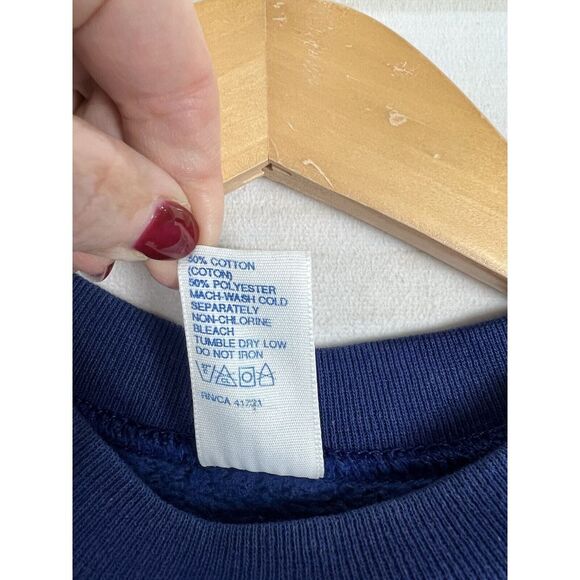 50% COTTON
(COTON)
50% POLYESTER
MACH-WASH COLD
SEPARATELY
NON-CHLORINE
BLEACH
TUMBLE DRY LOW
DO NOT IRON
RN/CA